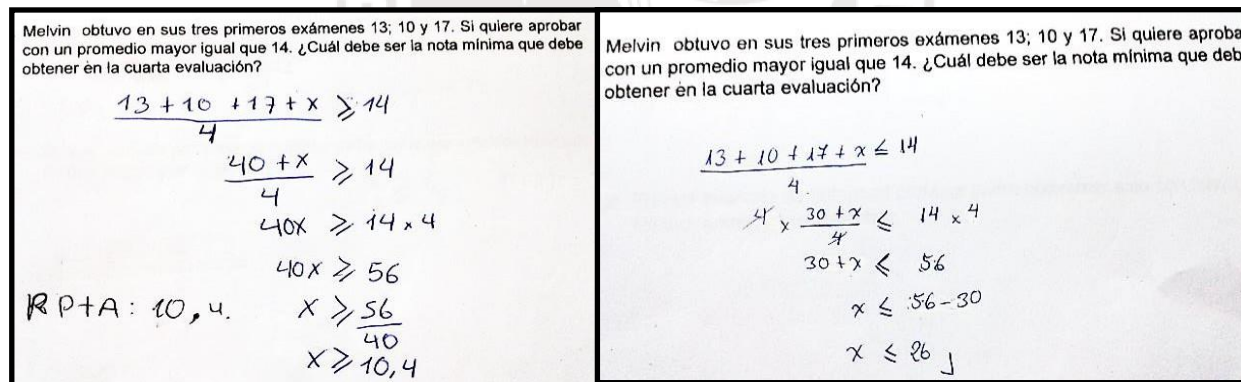 Melvin obtuvo en sus tres primeros exámenes 13; 10 y 17. Si quiere aprobar
con un promedio mayor igual que 14. ¿Cuál debe ser la nota mínima que debe
obtener en la cuarta evaluación?
13 + 10 + 17 + x ≥ 14
4
40 + x ≥ 14
4
40x ≥ 14 x 4
40x ≥ 56
RPtA: 10,4. x ≥ 56
40
x ≥ 10,4
Melvin obtuvo en sus tres primeros exámenes 13; 10 y 17. Si quiere aproba
con un promedio mayor igual que 14. ¿Cuál debe ser la nota mínima que deb
obtener en la cuarta evaluación?
13 + 10 + 17 + x ≤ 14
4.
4 x 30 + x ≤ 14 x 4
4
30 + x ≤ 56
x ≤ 56 - 30
x ≤ 26